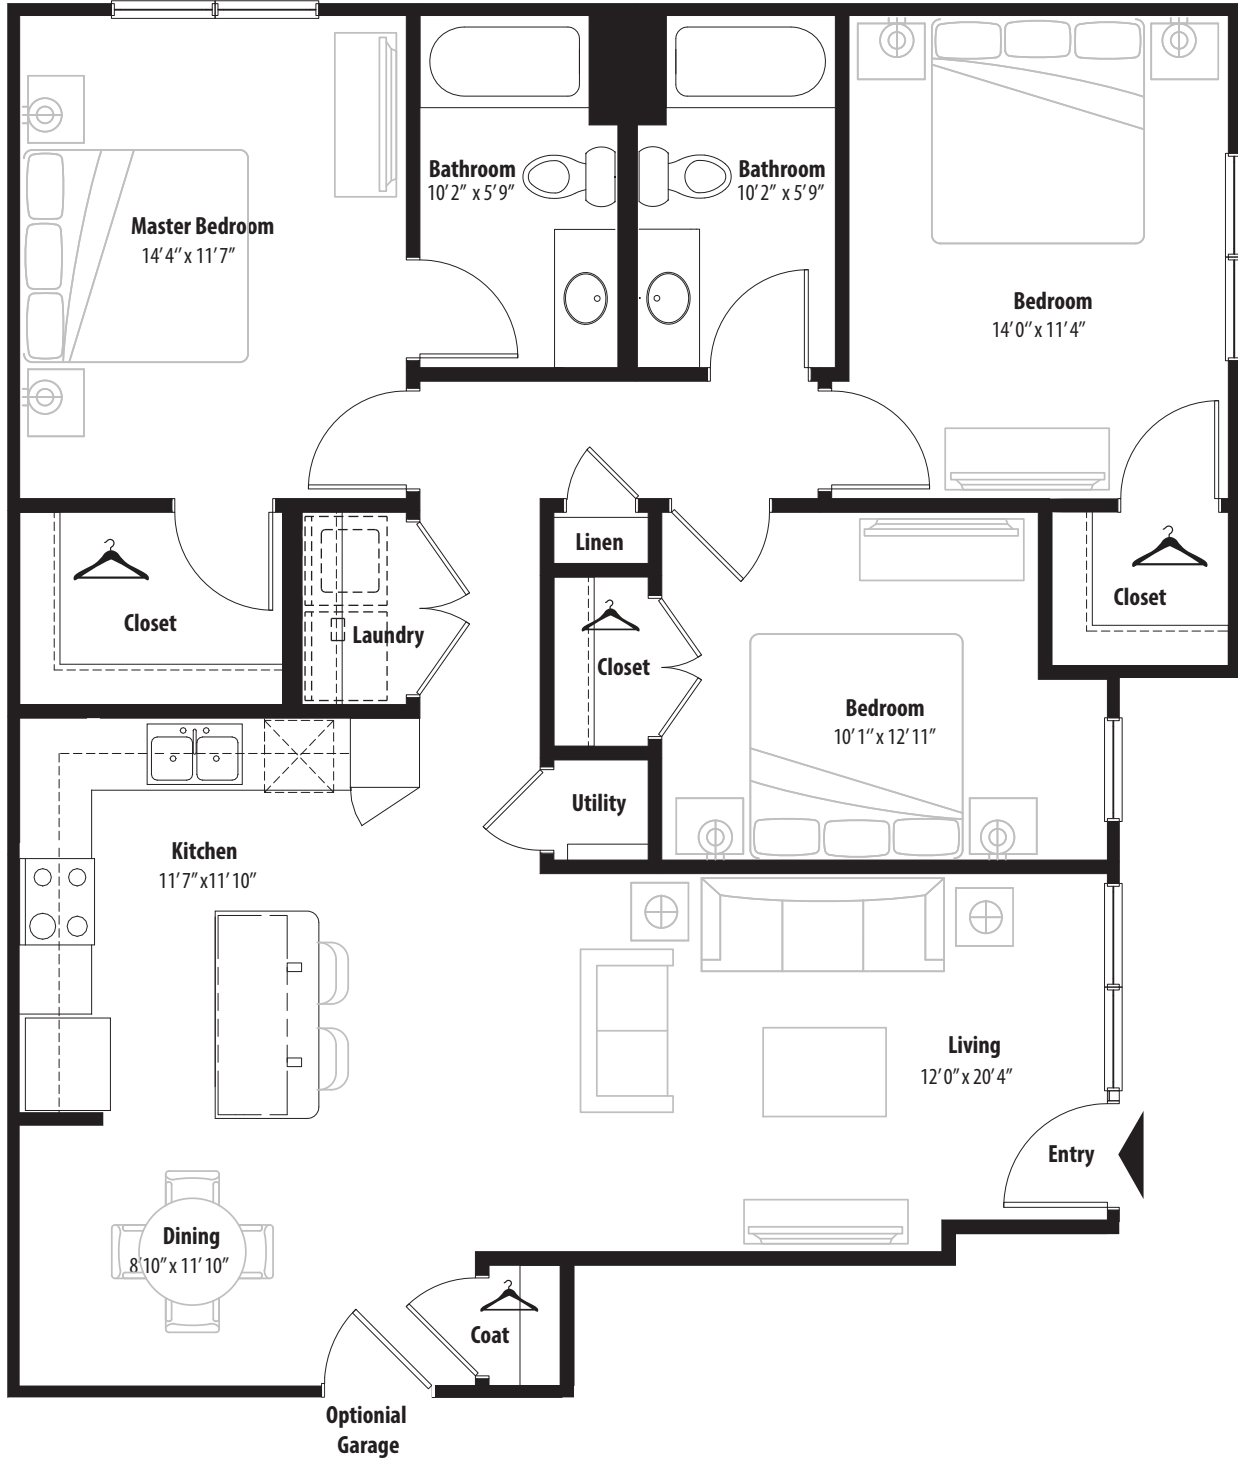 Bathroom
10'2" x 5'9"
Bathroom
10'2" x 5'9"
Master Bedroom
14'4" x 11'7"
Bedroom
14'0" x 11'4"
Linen
Closet
Closet
Laundry
Closet
Bedroom
10'1" x 12'11"
Utility
Kitchen
11'7" x11'10"
Living
12'0" x 20'4"
Entry
Dining
8'10" x 11'10"
Coat
Optionial
Garage